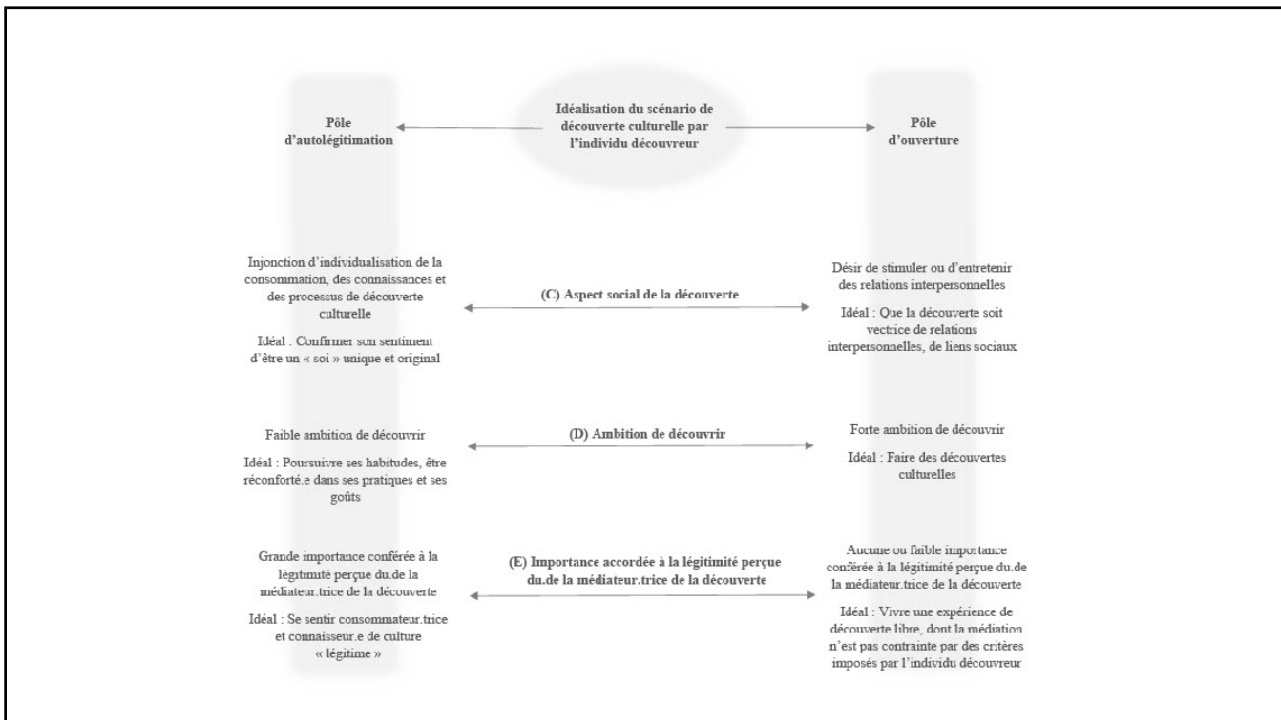 Pôle
d'autolégitimation
Idéalisation du scénario de
découverte culturelle par
l'individu découvreur
Pôle
d'ouverture
Injonction d'individualisation de la
consommation, des connaissances et
des processus de découverte
culturelle
Idéal : Confirmer son sentiment
d'être un « soi » unique et original
(C) Aspect social de la découverte
Désir de stimuler ou d'entretenir
des relations interpersonnelles
Idéal : Que la découverte soit
vectrice de relations
interpersonnelles, de liens sociaux
Faible ambition de découvrir
Idéal : Poursuivre ses habitudes, être
réconforté.e dans ses pratiques et ses
goûts
(D) Ambition de découvrir
Forte ambition de découvrir
Idéal : Faire des découvertes
culturelles
Grande importance conférée à la
légitimité perçue du.de la
médiateur.trice de la découverte
Idéal : Se sentir consommateur.trice
et connaisseur.e de culture
« légitime »
(E) Importance accordée à la légitimité perçue
du.de la médiateur.trice de la découverte
Aucune ou faible importance
conférée à la légitimité perçue du.de
la médiateur.trice de la découverte
Idéal : Vivre une expérience de
découverte libre, dont la médiation
n'est pas contrainte par des critères
imposés par l'individu découvreur